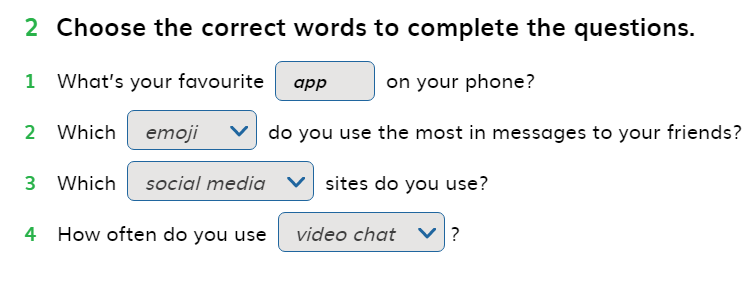 2 Choose the correct words to complete the questions.
1 What's your favourite app on your phone?
2 Which emoji do you use the most in messages to your friends?
3 Which social media sites do you use?
4 How often do you use video chat ?